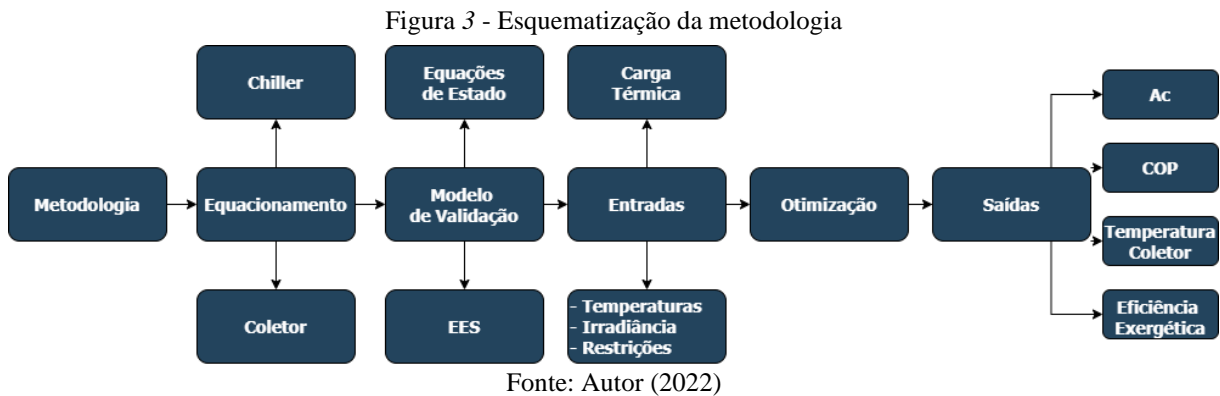 Figura 3 - Esquematização da metodologia
Chiller
Equações
de Estado
Carga
Térmica
Ac
COP
Metodologia
Equacionamento
Modelo
de Validação
Entradas
Otimização
Saídas
Temperatura
Coletor
Coletor
EES
- Temperaturas
- Irradiância
- Restrições
Eficiência
Exergética
Fonte: Autor (2022)